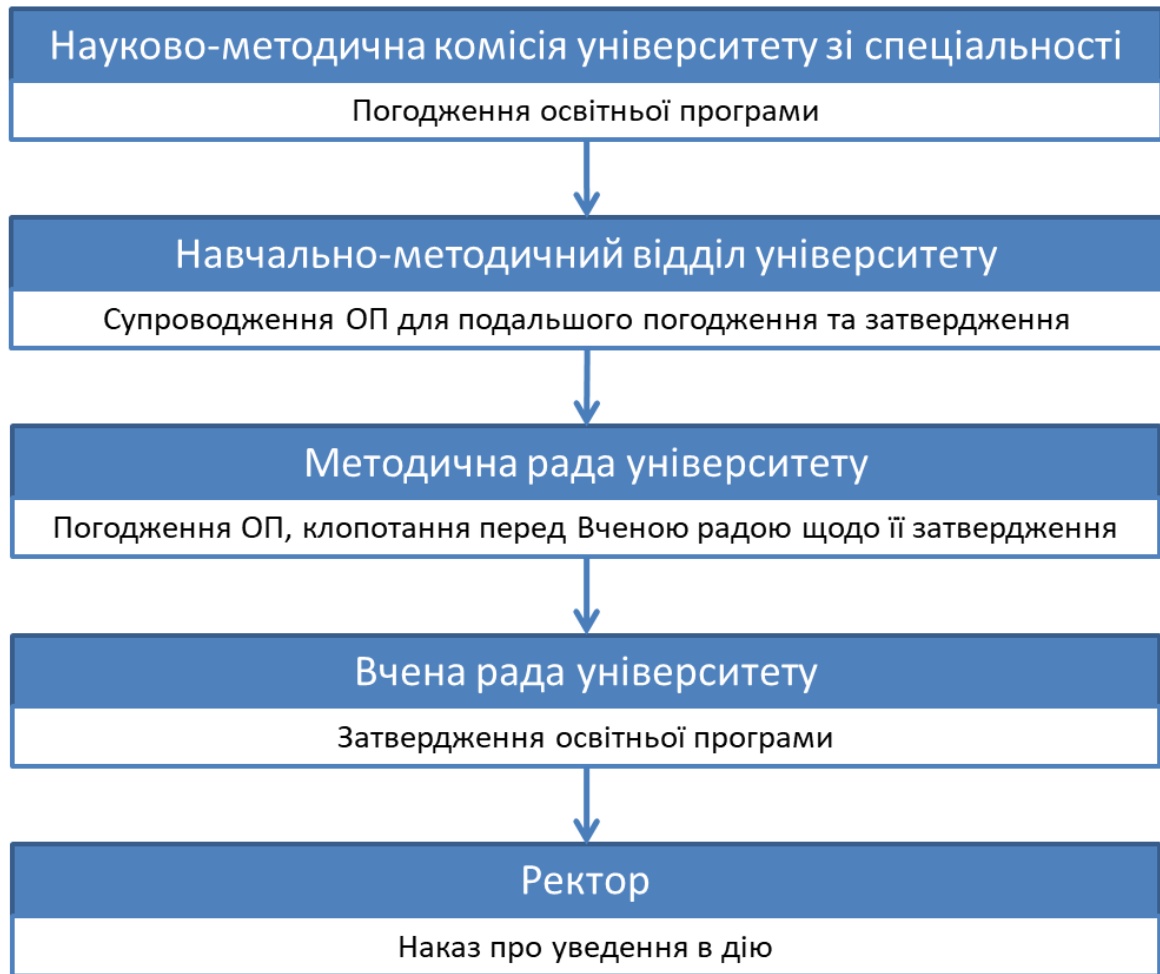 Науково-методична комісія університету зі спеціальності
Погодження освітньої програми
Навчально-методичний відділ університету
Супроводження ОП для подальшого погодження та затвердження
Методична рада університету
Погодження ОП, клопотання перед Вченою радою щодо її затвердження
Вчена рада університету
Затвердження освітньої програми
Ректор
Наказ про уведення в дію